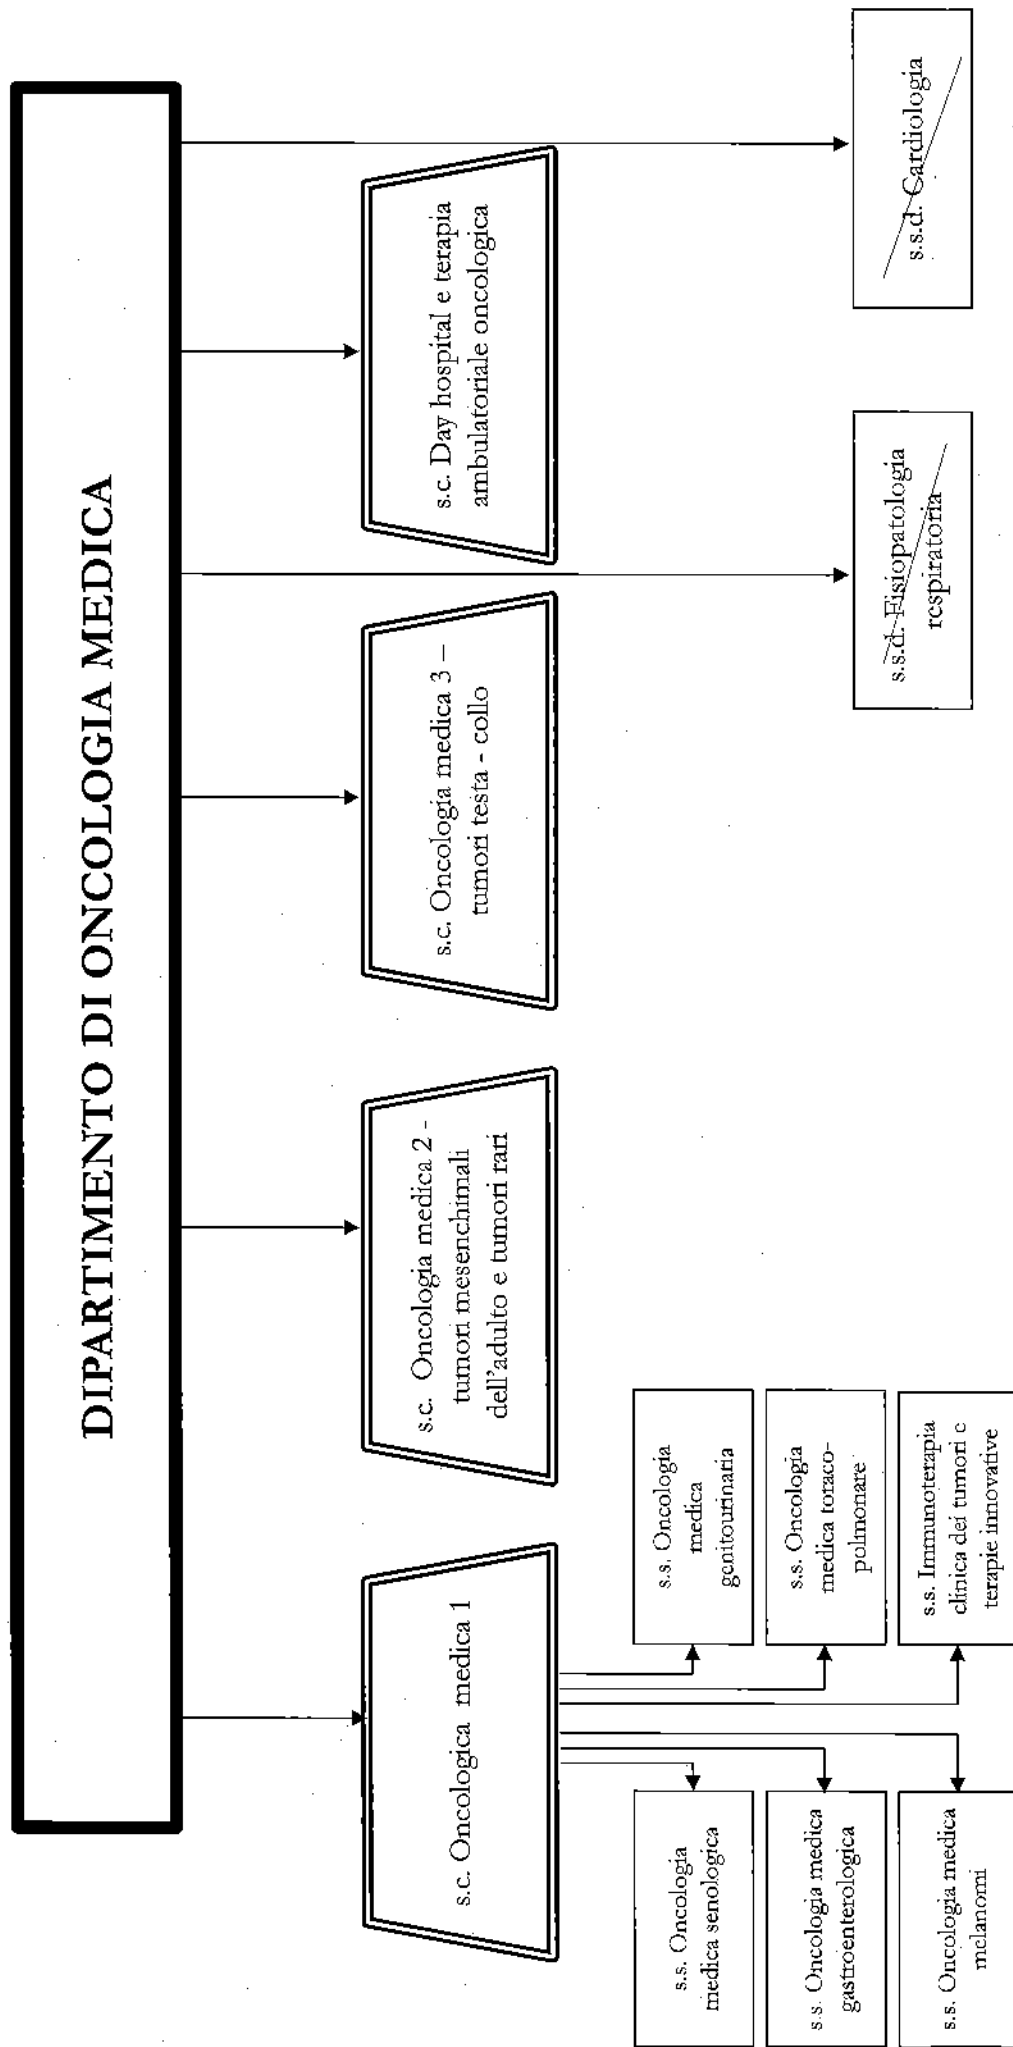 DIPARTIMENTO DI ONCOLOGIA MEDICA
s.c. Oncologica medica 1
s.c. Oncologia medica 2 -
tumori mesenchimali
dell'adulto e tumori rari
s.c. Oncologia medica 3 –
tumori testa - collo
s.c. Day hospital e terapia
ambulatoriale oncologica
s.s. Oncologia
medica senologica
s.s. Oncologia medica
gastroenterologica
s.s. Oncologia medica
melanomi
s.s. Oncologia
medica
genitourinaria
s.s. Oncologia
medica toraco-
polmonare
s.s. Immunoterapia
clinica dei tumori e
terapie innovative
s.s.d. Fisiopatologia
respiratoria
s.s.d. Cardiologia